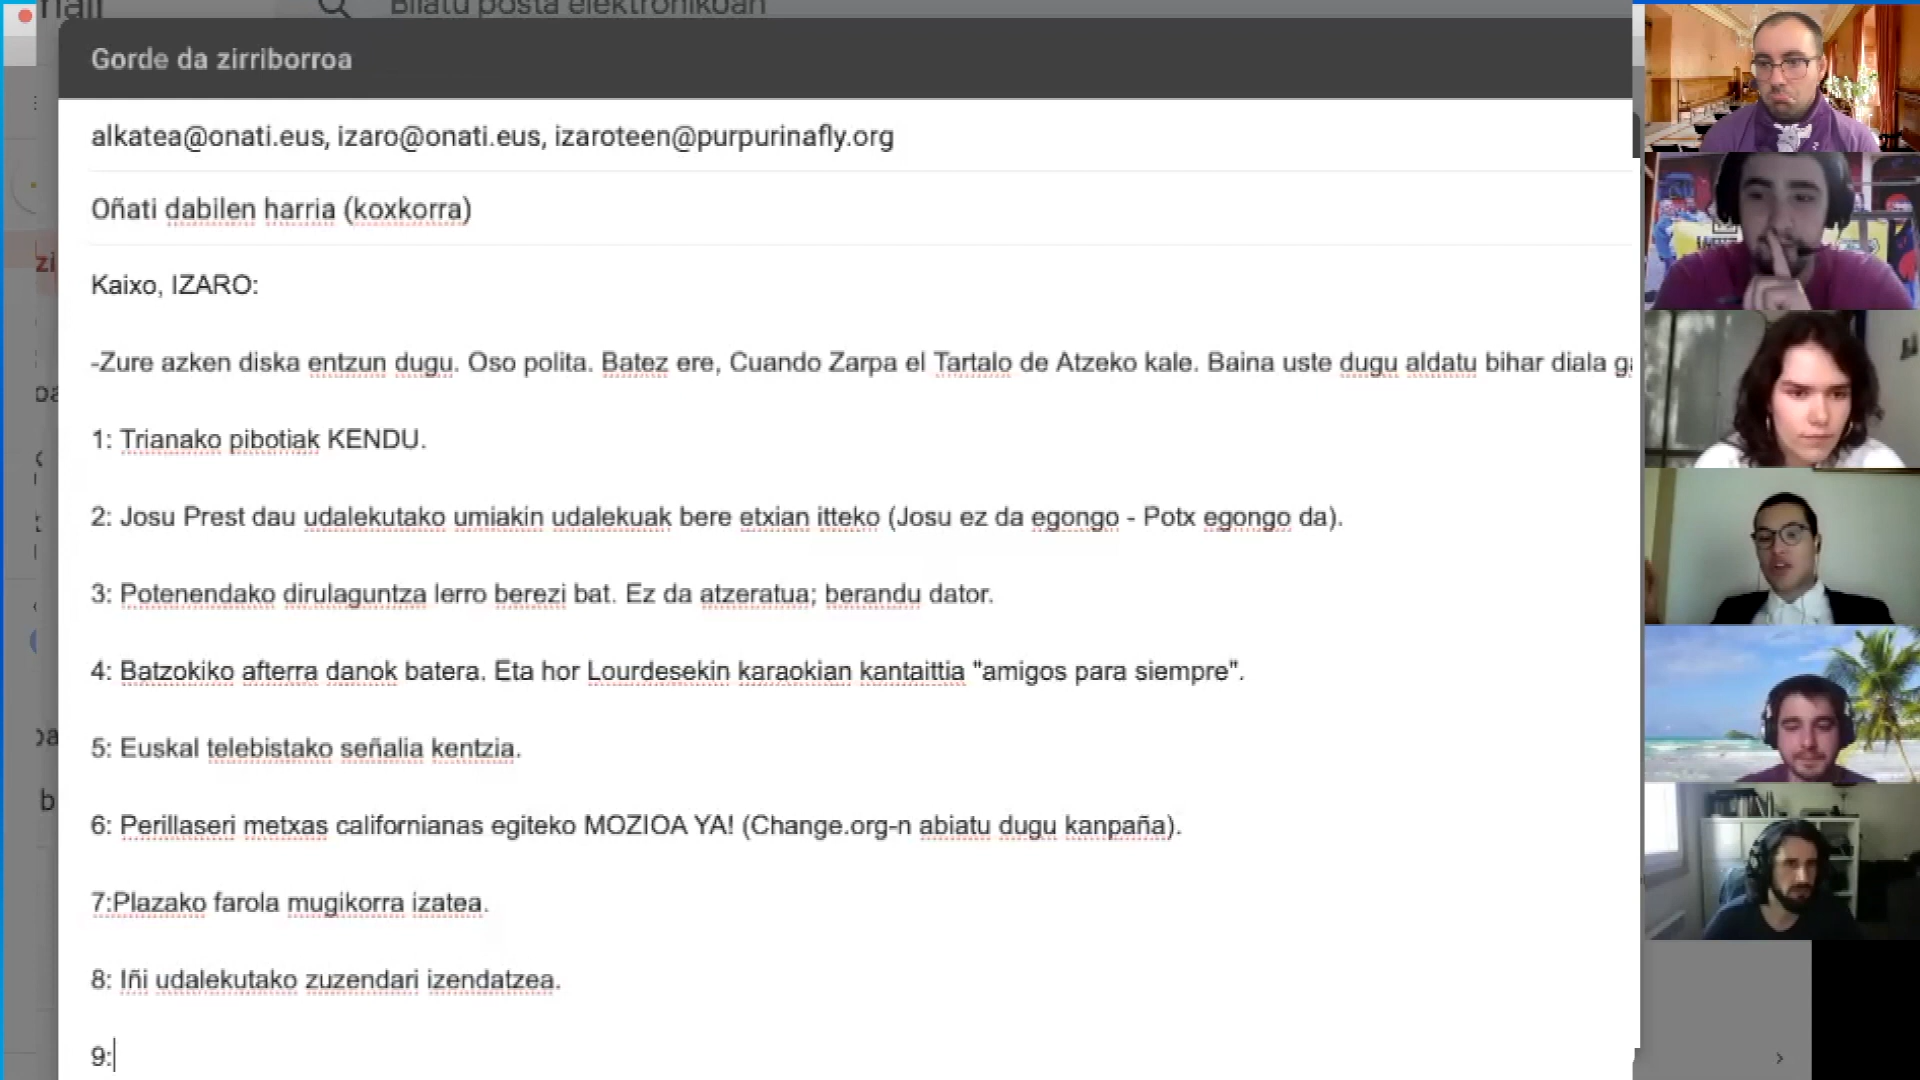 Bilatu posta elektronikoan
Gorde da zirriborroa
alkatea@onati.eus, izaro@onati.eus, izaroteen@purpurinafly.org
Oñati dabilen harria (koxkorra)
Kaixo, IZARO:
-Zure azken diska entzun dugu. Oso polita. Batez ere, Cuando Zarpa el Tartalo de Atzeko kale. Baina uste dugu aldatu bihar diala
1: Trianako pibotiak KENDU.
2: Josu Prest dau udalekutako umiakin udalekuak bere etxian itteko (Josu ez da egongo - Potx egongo da).
3: Potenendako dirulaguntza lerro berezi bat. Ez da atzeratua; berandu dator.
4: Batzokiko afterra danok batera. Eta hor Lourdesekin karaokian kantaittia "amigos para siempre".
5: Euskal telebistako señalia kentzia.
6: Perillaseri metxas californianas egiteko MOZIOA YA! (Change.org-n abiatu dugu kanpaña).
7:Plazako farola mugikorra izatea.
8: Iñi udalekutako zuzendari izendatzea.
9: